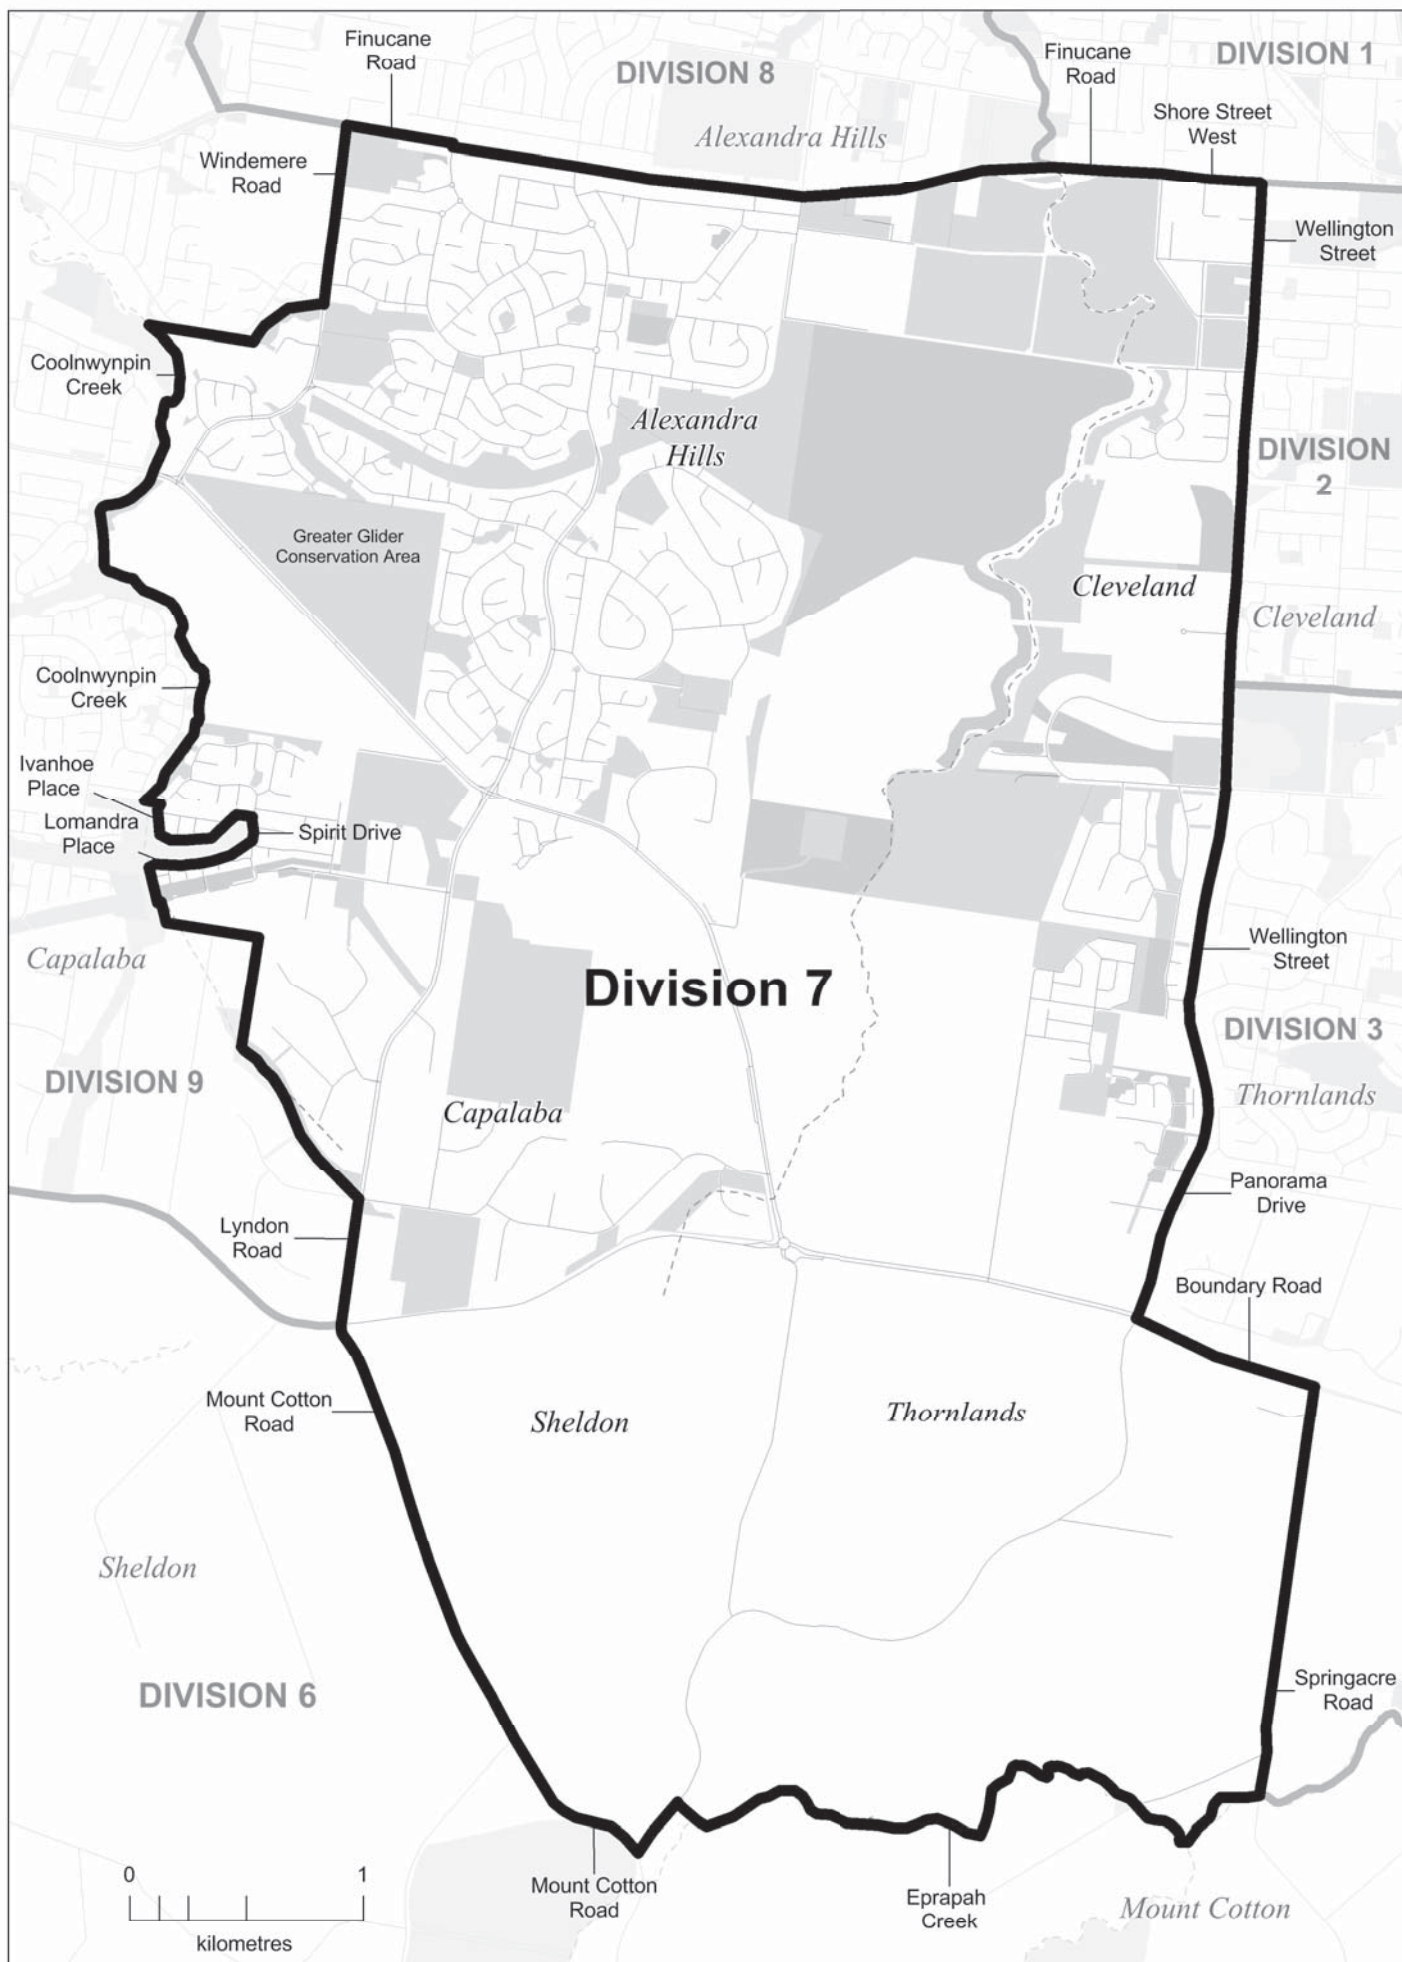 Finucane
Road
DIVISION 8
Finucane
Road
DIVISION 1
Shore Street
West
Alexandra Hills
Windemere
Road
Wellington
Street
Coolnwynpin
Creek
Alexandra
Hills
DIVISION
2
Greater Glider
Conservation Area
Cleveland
Cleveland
Coolnwynpin
Creek
Ivanhoe
Place
Lomandra
Place
Spirit Drive
Capalaba
Division 7
Wellington
Street
DIVISION 3
Thornlands
DIVISION 9
Capalaba
Panorama
Drive
Lyndon
Road
Boundary Road
Mount Cotton
Road
Sheldon
Thornlands
Sheldon
DIVISION 6
Springacre
Road
0 1
kilometres
Mount Cotton
Road
Eprapah
Creek
Mount Cotton